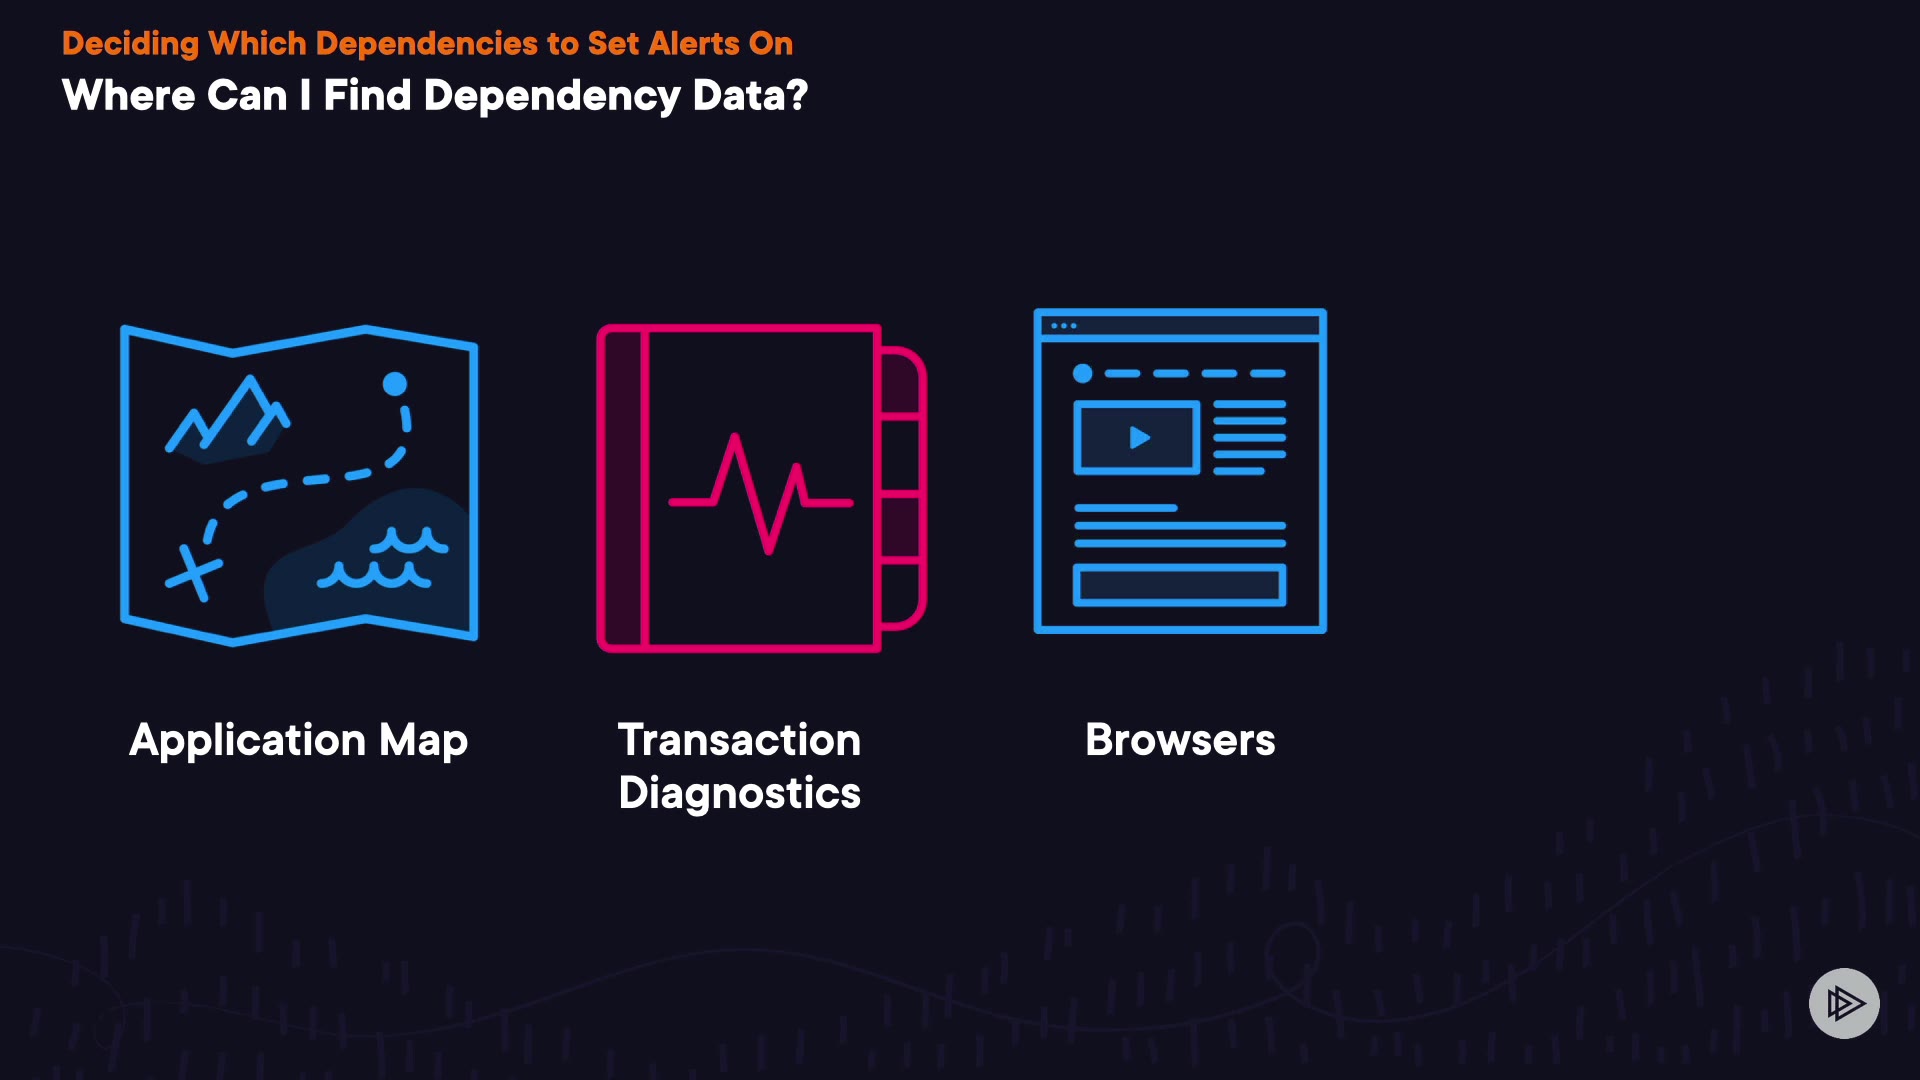 Deciding Which Dependencies to Set Alerts On
Where Can I Find Dependency Data?
Application Map
Transaction
Diagnostics
Browsers